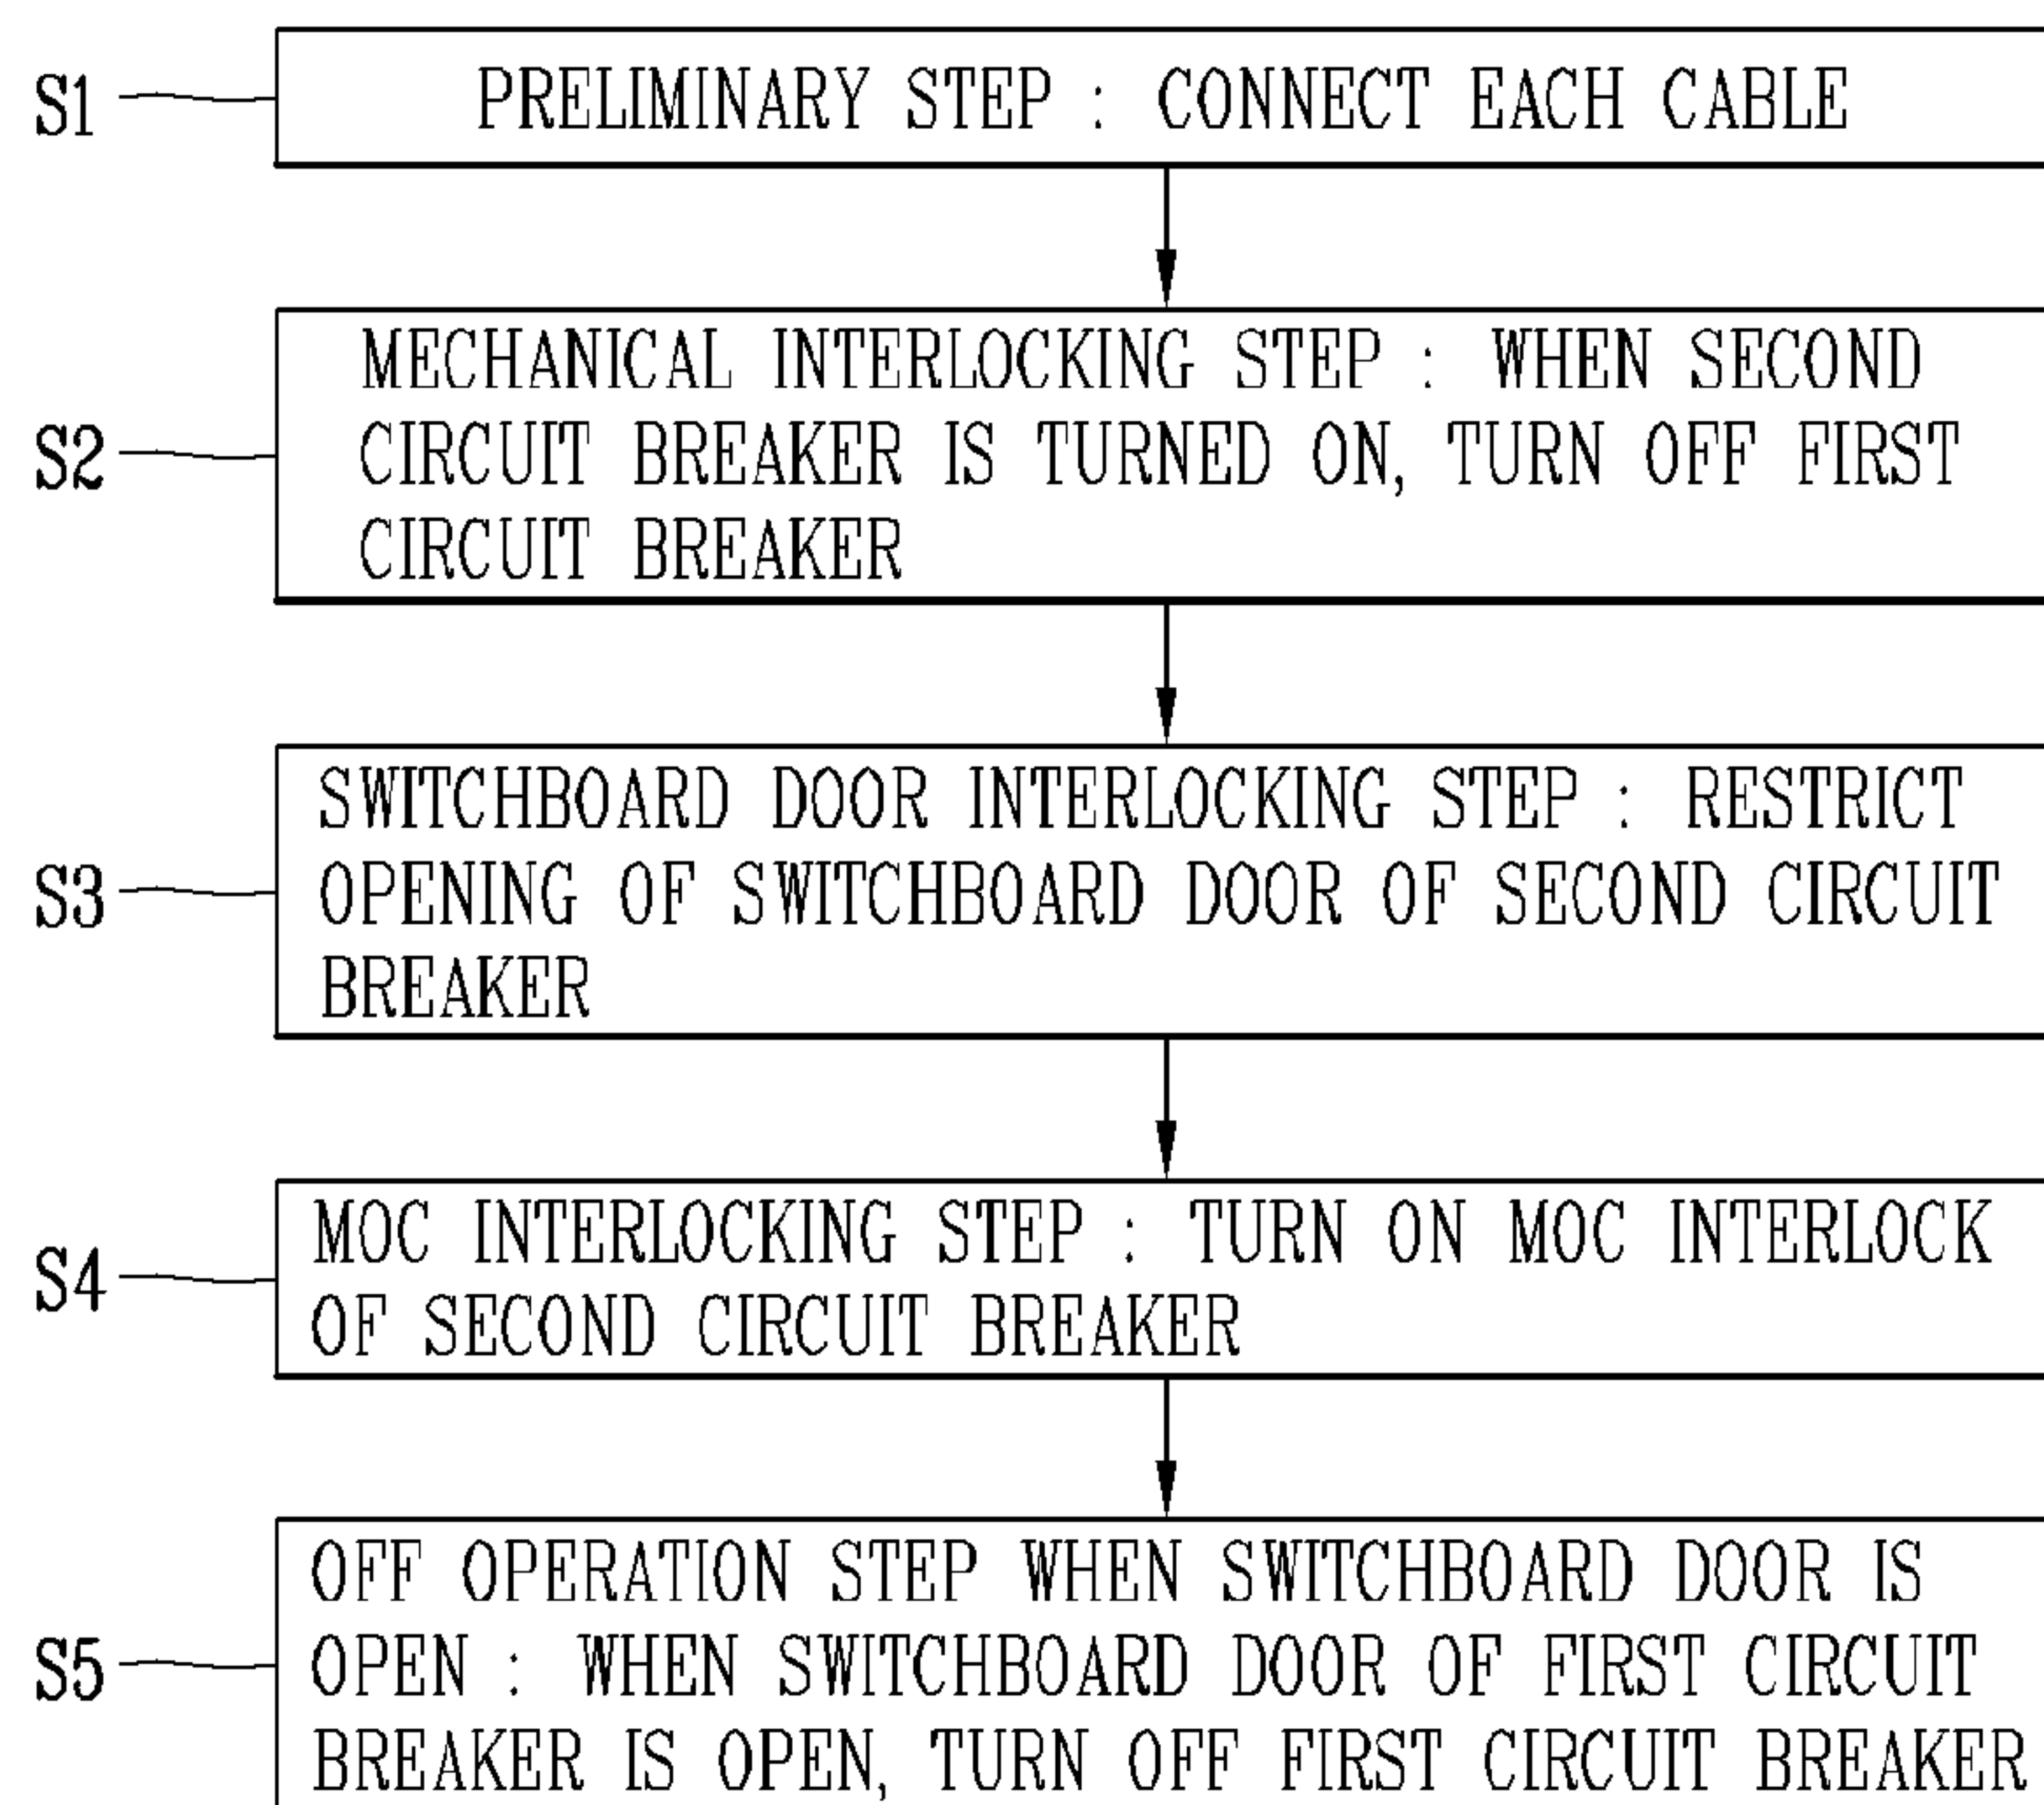 S1
PRELIMINARY STEP : CONNECT EACH CABLE
S2
MECHANICAL INTERLOCKING STEP : WHEN SECOND
CIRCUIT BREAKER IS TURNED ON, TURN OFF FIRST
CIRCUIT BREAKER
S3
SWITCHBOARD DOOR INTERLOCKING STEP : RESTRICT
OPENING OF SWITCHBOARD DOOR OF SECOND CIRCUIT
BREAKER
S4
MOC INTERLOCKING STEP : TURN ON MOC INTERLOCK
OF SECOND CIRCUIT BREAKER
S5
OFF OPERATION STEP WHEN SWITCHBOARD DOOR IS
OPEN : WHEN SWITCHBOARD DOOR OF FIRST CIRCUIT
BREAKER IS OPEN, TURN OFF FIRST CIRCUIT BREAKER